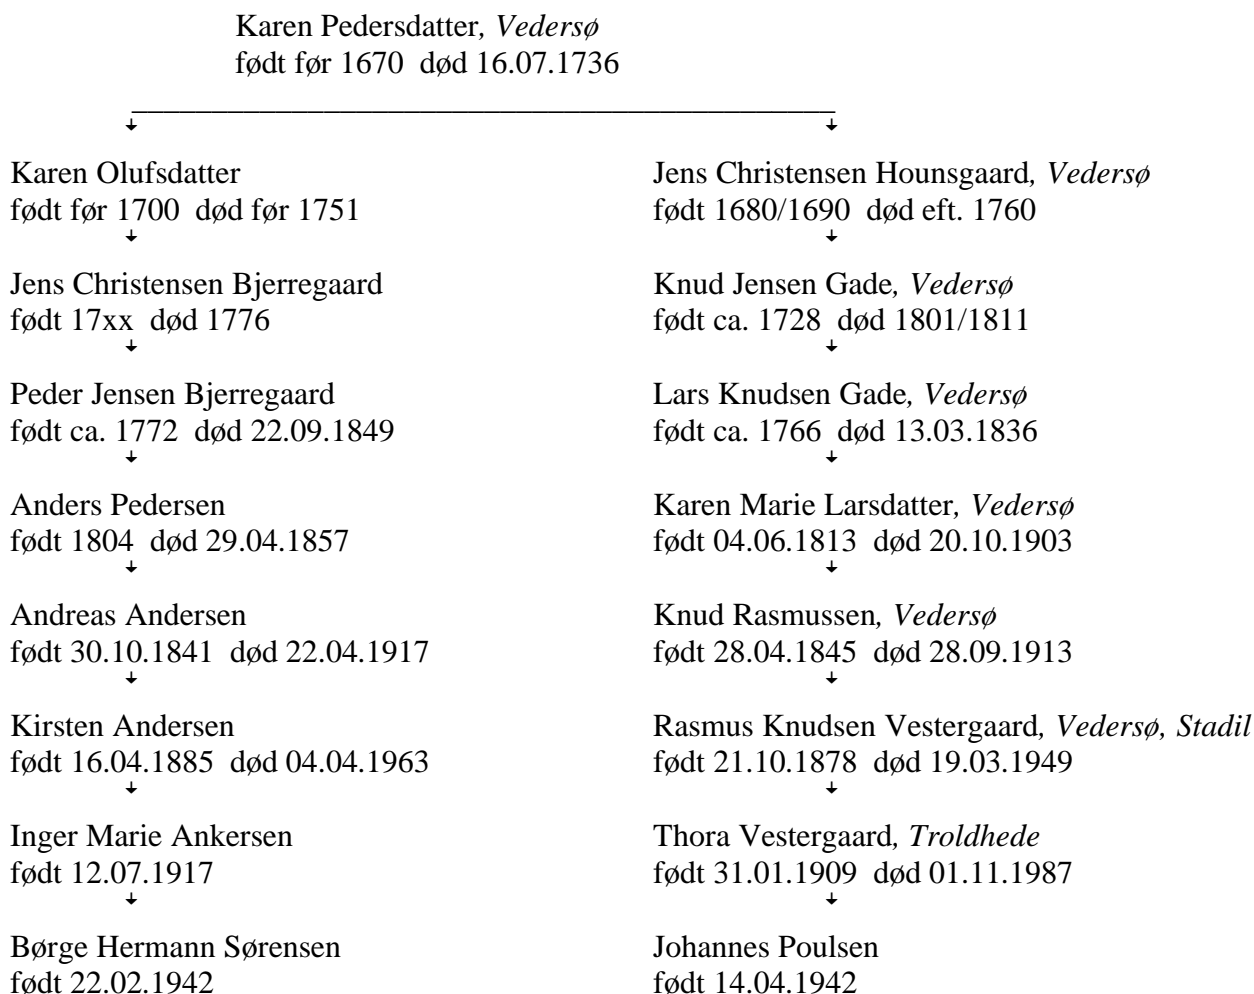 Karen Pedersdatter, Vedersø
født før 1670  død 16.07.1736
Karen Olufsdatter
født før 1700  død før 1751
Jens Christensen Bjerregaard
født 17xx  død 1776
Peder Jensen Bjerregaard
født ca. 1772  død 22.09.1849
Anders Pedersen
født 1804  død 29.04.1857
Andreas Andersen
født 30.10.1841  død 22.04.1917
Kirsten Andersen
født 16.04.1885  død 04.04.1963
Inger Marie Ankersen
født 12.07.1917
Børge Hermann Sørensen
født 22.02.1942
Jens Christensen Hounsgaard, Vedersø
født 1680/1690  død eft. 1760
Knud Jensen Gade, Vedersø
født ca. 1728  død 1801/1811
Lars Knudsen Gade, Vedersø
født ca. 1766  død 13.03.1836
Karen Marie Larsdatter, Vedersø
født 04.06.1813  død 20.10.1903
Knud Rasmussen, Vedersø
født 28.04.1845  død 28.09.1913
Rasmus Knudsen Vestergaard, Vedersø, Stadil
født 21.10.1878  død 19.03.1949
Thora Vestergaard, Troldhede
født 31.01.1909  død 01.11.1987
Johannes Poulsen
født 14.04.1942